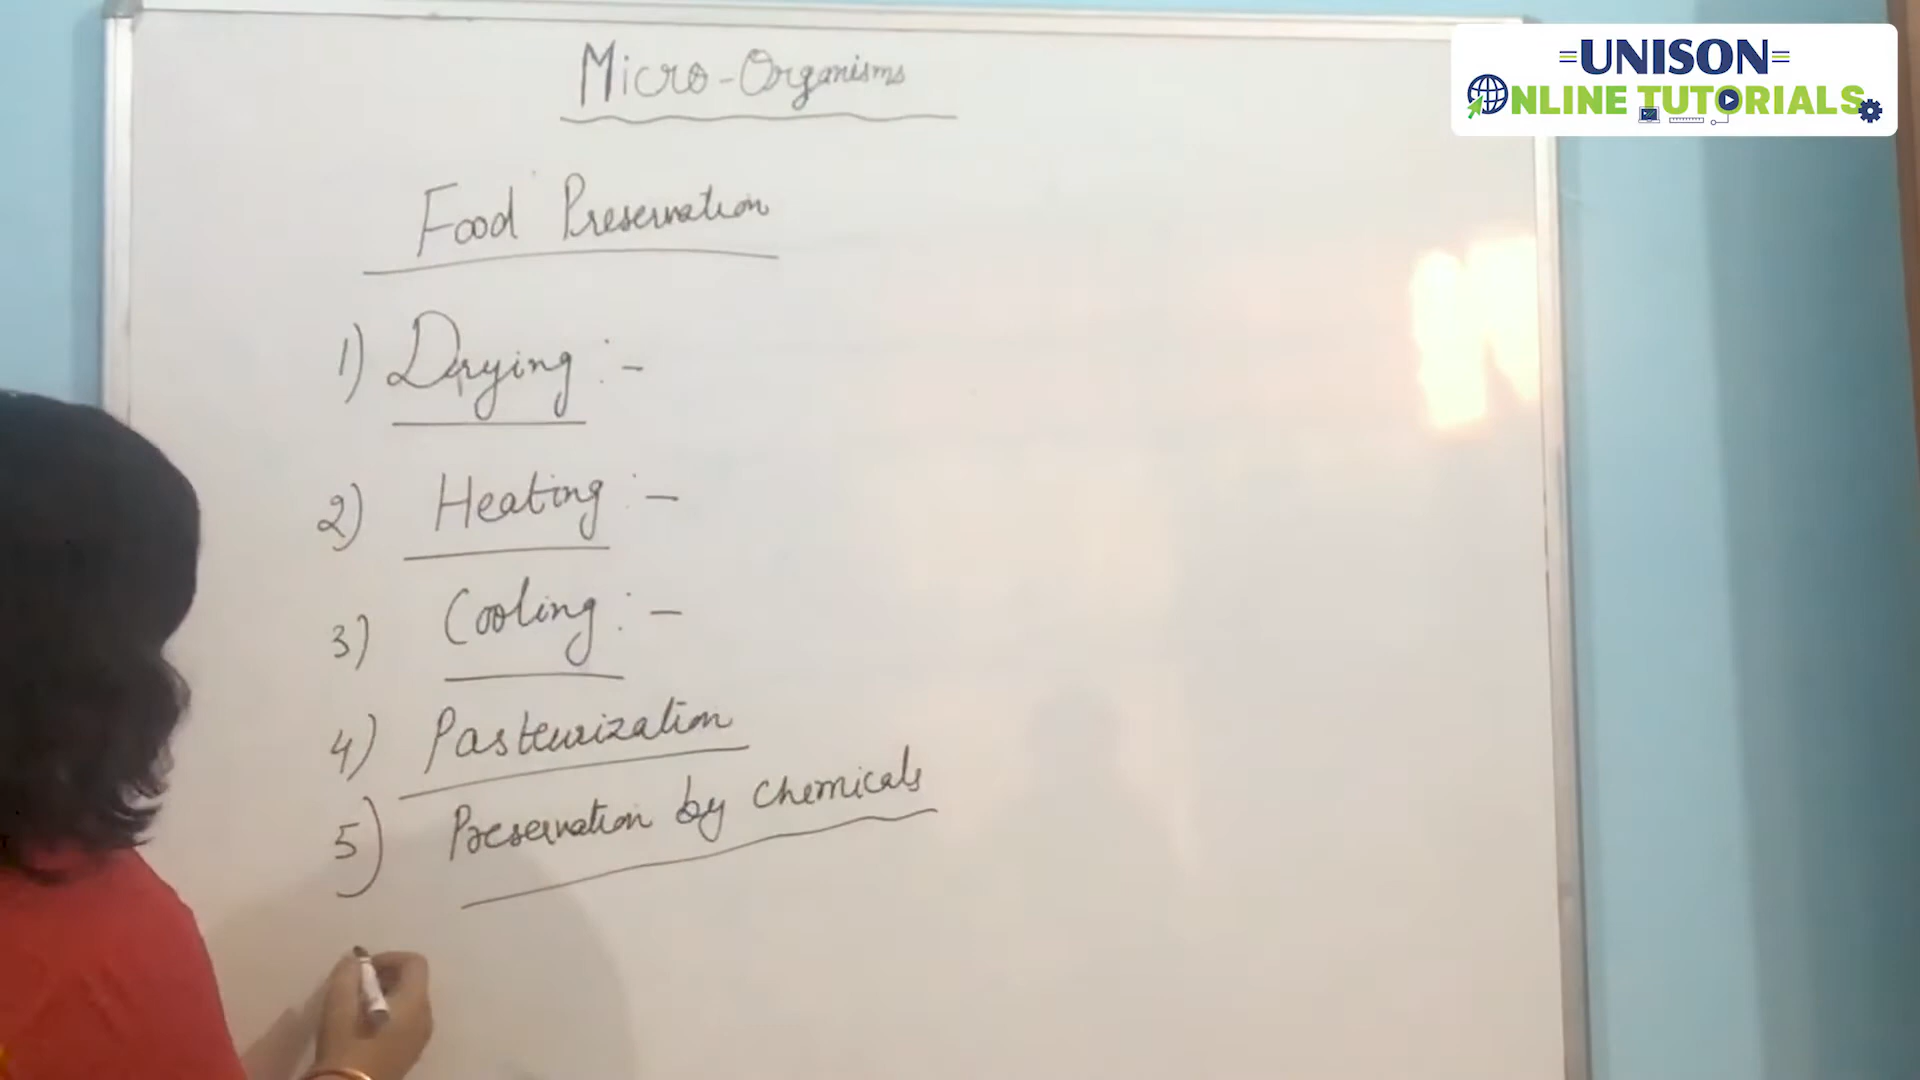 Micro-Organisms
UNISON
ONLINE TUTORIALS
Food Preservation
1) Drying :-
2) Heating :-
3) Cooling :-
4) Pasteurization
5) Preservation by Chemicals